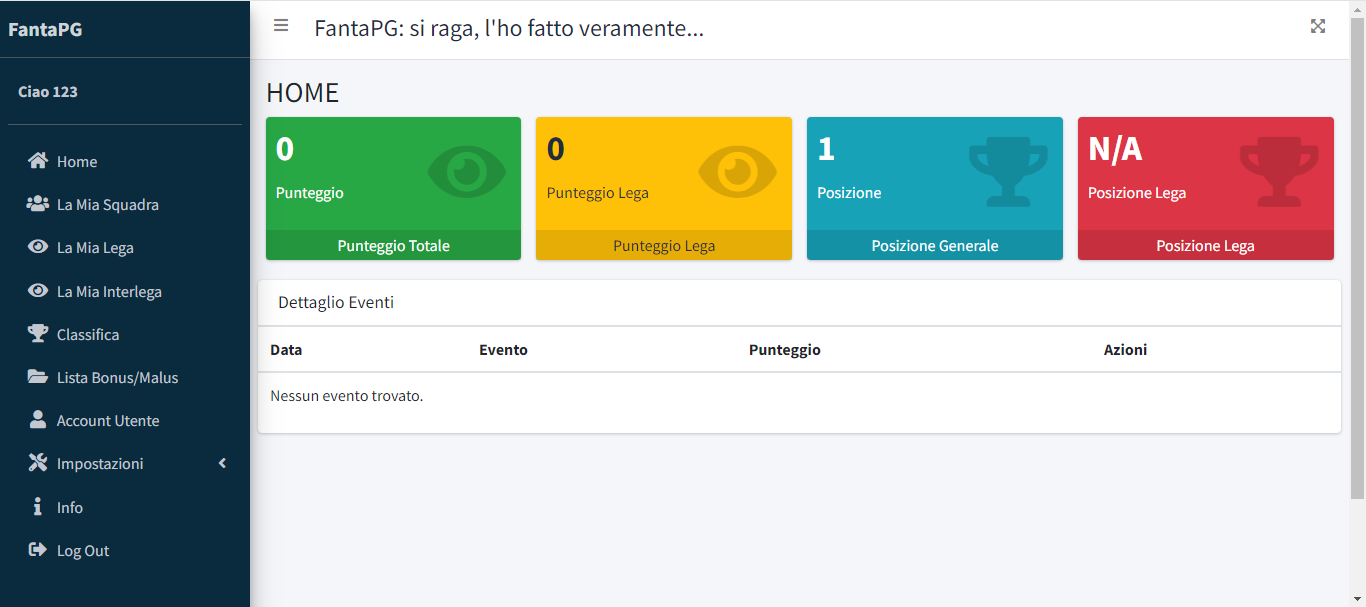 FantaPG
FantaPG: si raga, l'ho fatto veramente...
Ciao 123
Home
La Mia Squadra
La Mia Lega
La Mia Interlega
Classifica
Lista Bonus/Malus
Account Utente
Impostazioni
Info
Log Out
HOME
0
Punteggio
Punteggio Totale
0
Punteggio Lega
Punteggio Lega
1
Posizione
Posizione Generale
N/A
Posizione Lega
Posizione Lega
Dettaglio Eventi
Data Evento Punteggio Azioni
Nessun evento trovato.